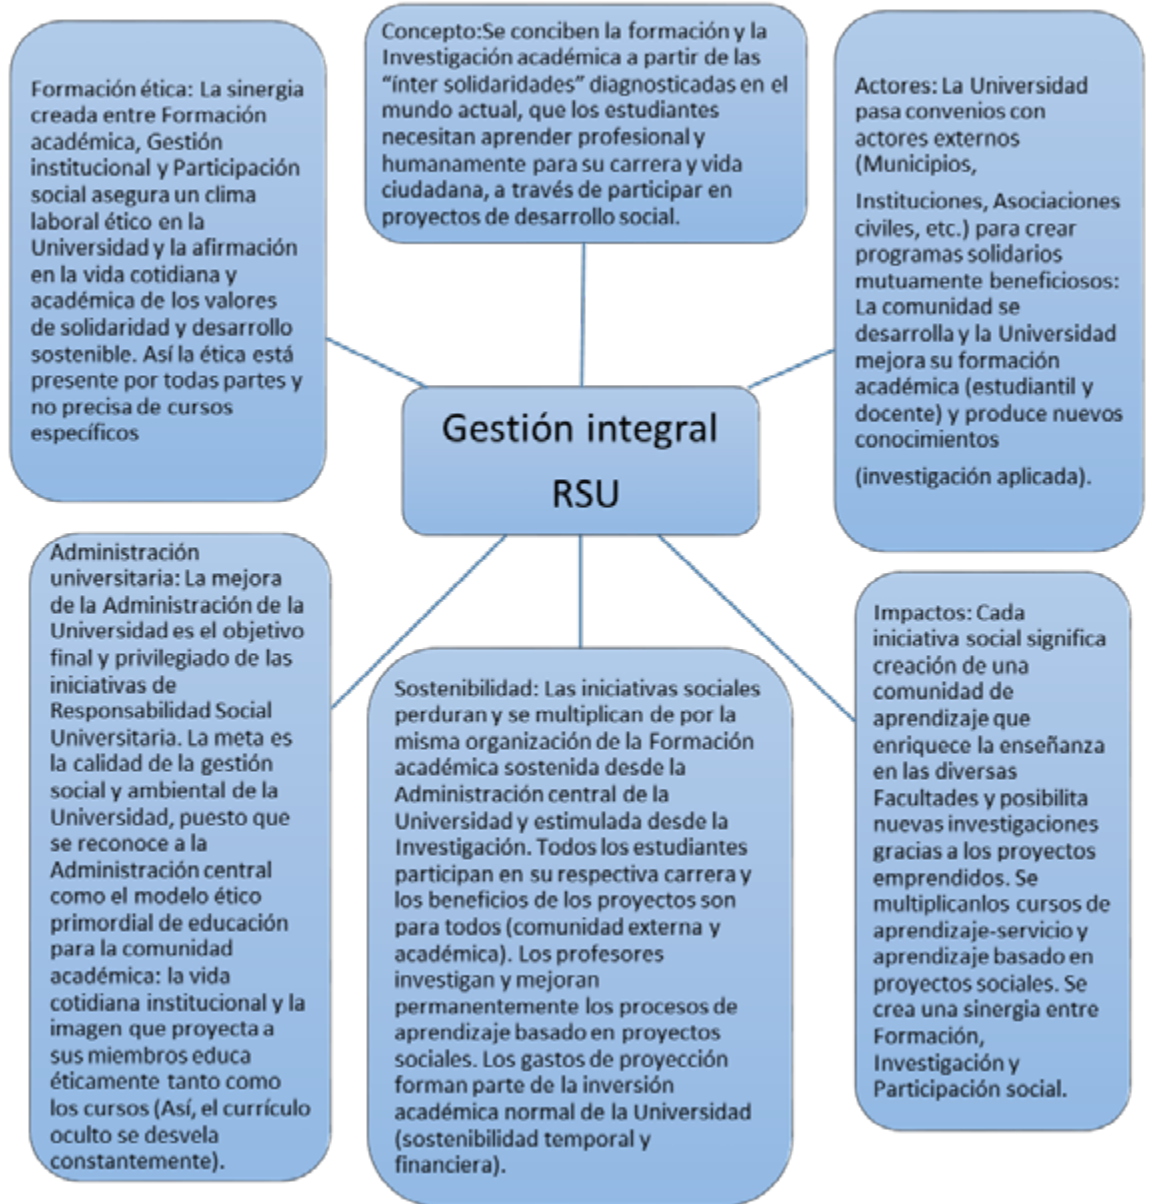 Concepto:Se conciben la formación y la
Investigación académica a partir de las
"ínter solidaridades" diagnosticadas en el
mundo actual, que los estudiantes
necesitan aprender profesional y
humanamente para su carrera y vida
ciudadana, a través de participar en
proyectos de desarrollo social.
Formación ética: La sinergia
creada entre Formación
académica, Gestión
institucional y Participación
social asegura un clima
laboral ético en la
Universidad y la afirmación
en la vida cotidiana y
académica de los valores
de solidaridad y desarrollo
sostenible. Así la ética está
presente por todas partes y
no precisa de cursos
específicos
Actores: La Universidad
pasa convenios con
actores externos
(Municipios,
Instituciones, Asociaciones
civiles, etc.) para crear
programas solidarios
mutuamente beneficiosos:
La comunidad se
desarrolla y la Universidad
mejora su formación
académica (estudiantil y
docente) y produce nuevos
conocimientos
(investigación aplicada).
Gestión integral
RSU
Administración
universitaria: La mejora
de la Administración de la
Universidad es el objetivo
final y privilegiado de las
iniciativas de
Responsabilidad Social
Universitaria. La meta es
la calidad de la gestión
social y ambiental de la
Universidad, puesto que
se reconoce a la
Administración central
como el modelo ético
primordial de educación
para la comunidad
académica: la vida
cotidiana institucional y la
imagen que proyecta a
sus miembros educa
éticamente tanto como
los cursos (Así, el currículo
oculto se desvela
constantemente).
Sostenibilidad: Las iniciativas sociales
perduran y se multiplican de por la
misma organización de la Formación
académica sostenida desde la
Administración central de la
Universidad y estimulada desde la
Investigación. Todos los estudiantes
participan en su respectiva carrera y
los beneficios de los proyectos son
para todos (comunidad externa y
académica). Los profesores
investigan y mejoran
permanentemente los procesos de
aprendizaje basado en proyectos
sociales. Los gastos de proyección
forman parte de la inversión
académica normal de la Universidad
(sostenibilidad temporal y
financiera).
Impactos: Cada
iniciativa social significa
creación de una
comunidad de
aprendizaje que
enriquece la enseñanza
en las diversas
Facultades y posibilita
nuevas investigaciones
gracias a los proyectos
emprendidos. Se
multiplicanlos cursos de
aprendizaje-servicio y
aprendizaje basado en
proyectos sociales. Se
crea una sinergia entre
Formación,
Investigación y
Participación social.